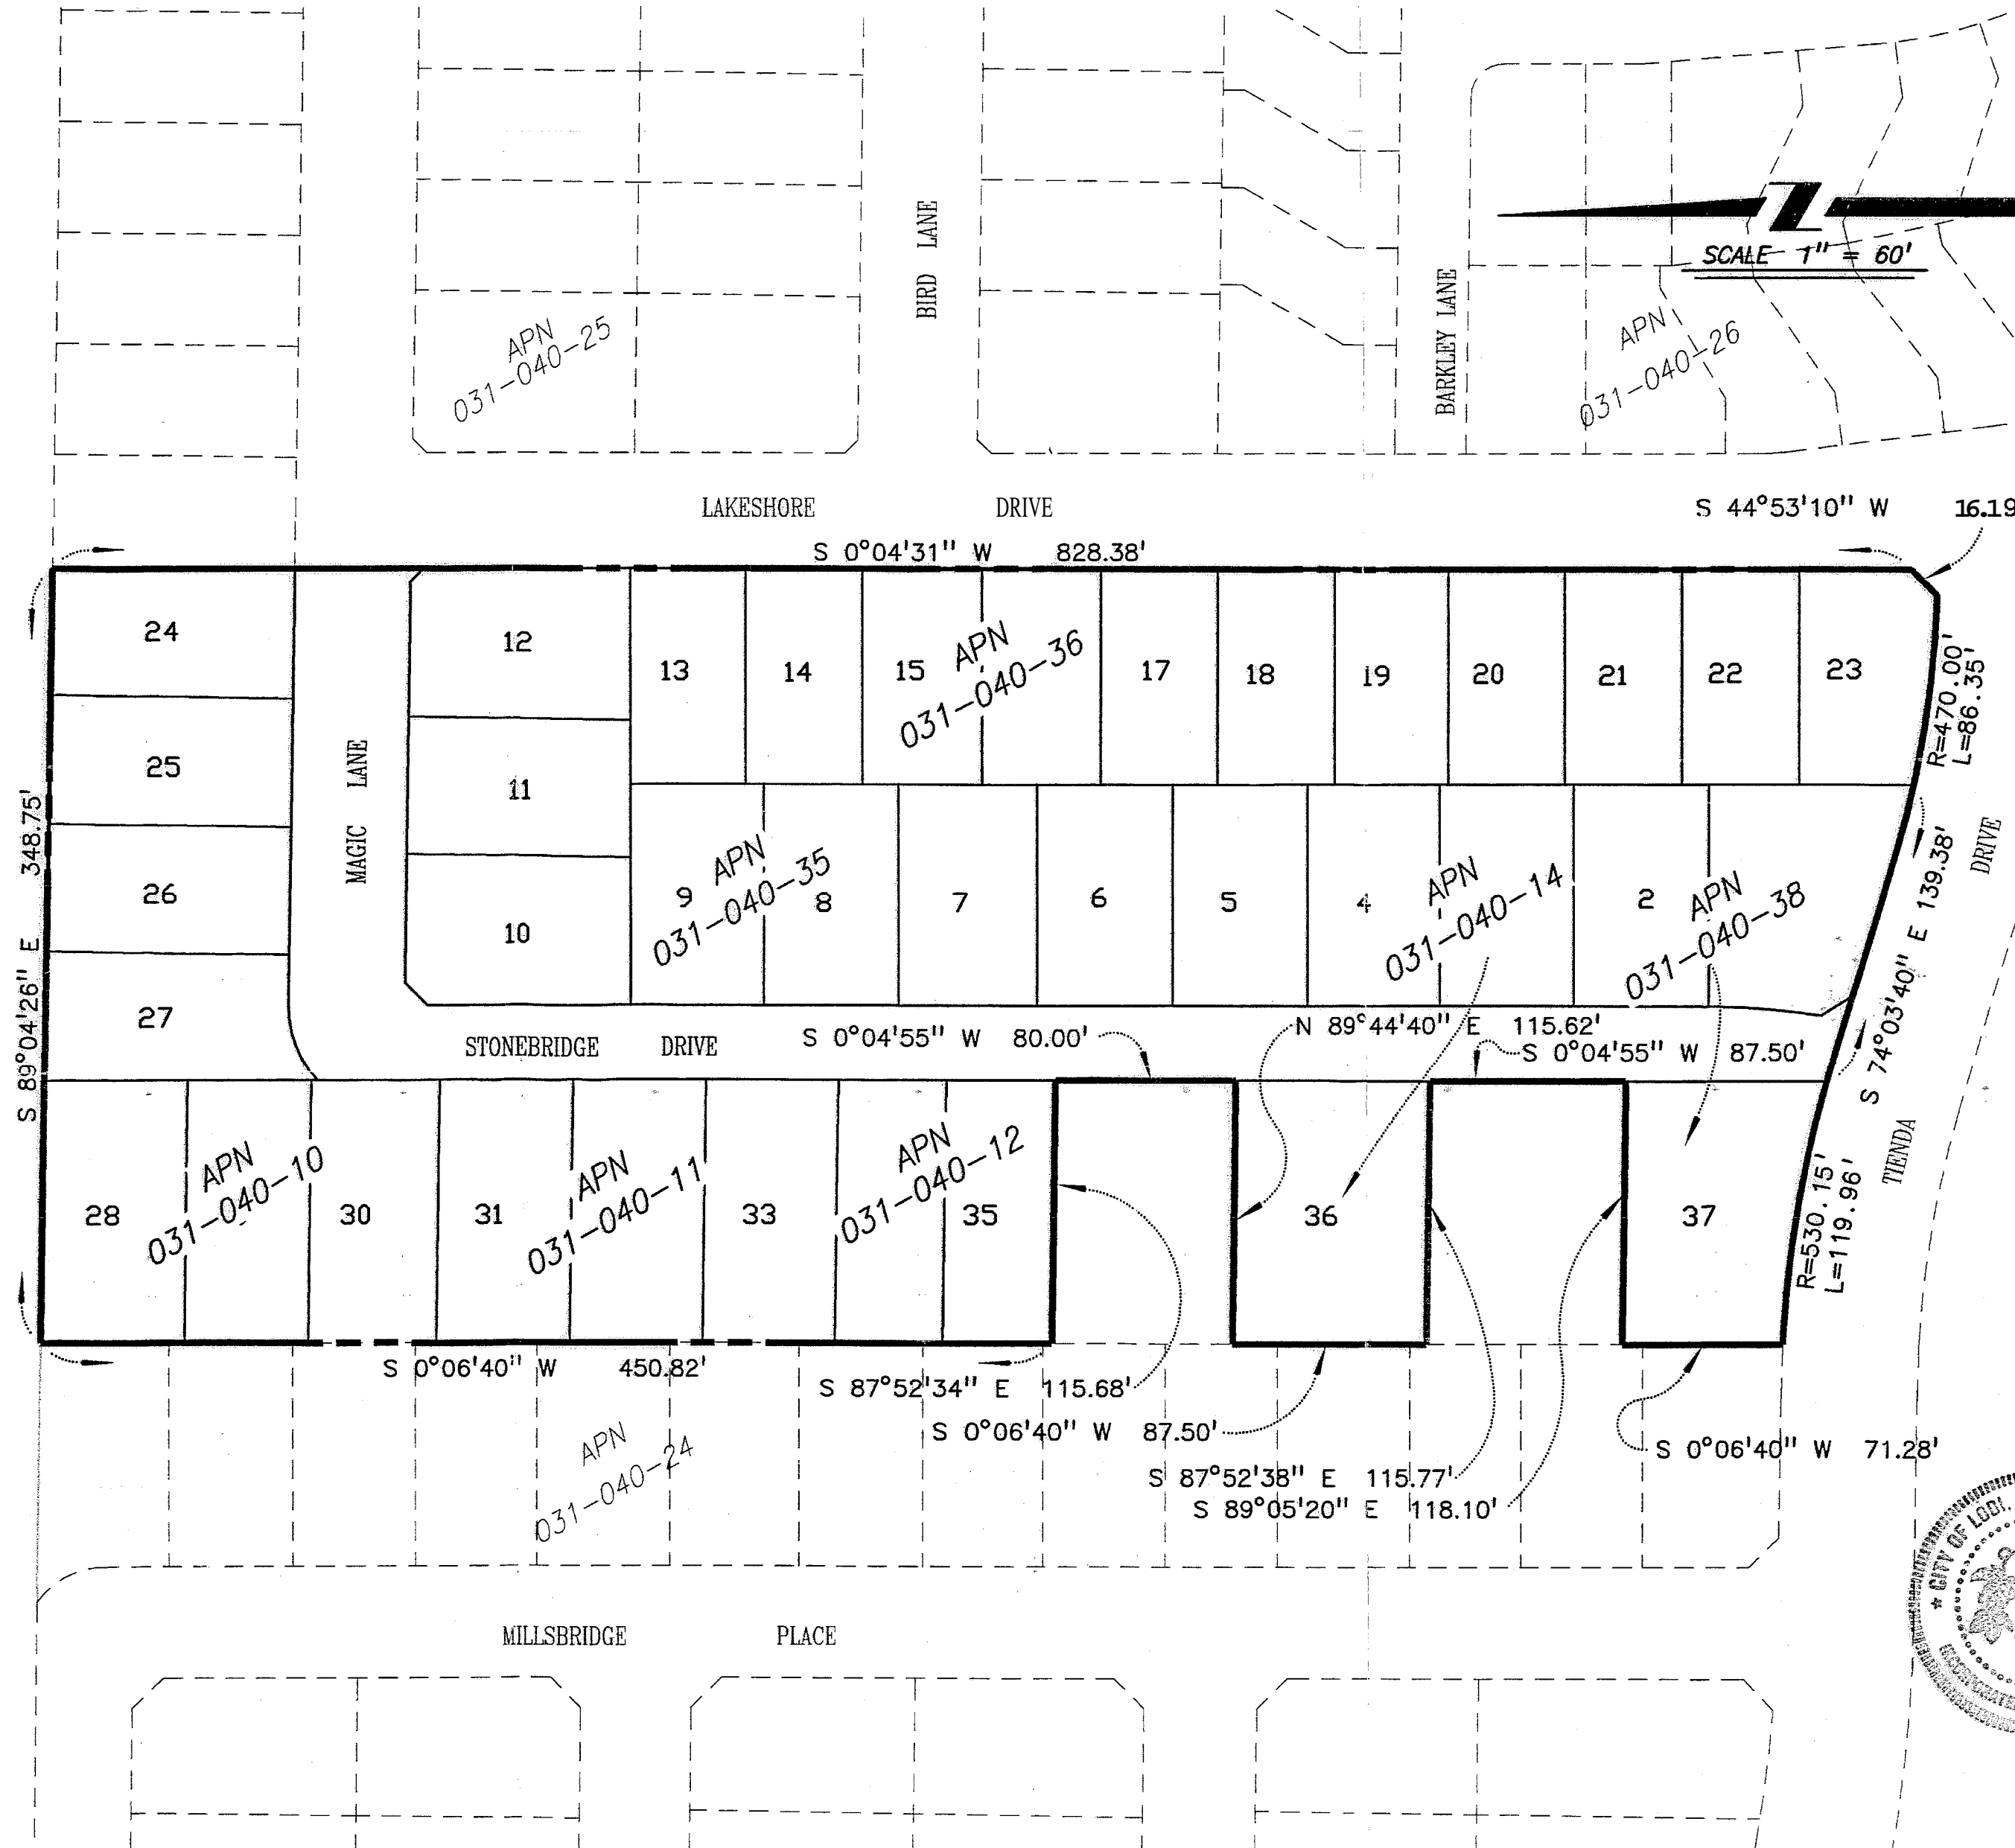 BIRD LANE
BARKLEY LANE
SCALE 1" = 60'
APN
031-040-25
APN
031-040-26
LAKESHORE DRIVE
S 44°53'10" W 16.19
S 0°04'31" W 828.38'
24
12
13
14
15
APN
031-040-36
17
18
19
20
21
22
23
R=470.00'
L=86.35'
25
MAGIC LANE
11
S 89°04'26" E 348.75'
26
10
9
APN
031-040-35
8
7
6
5
4
APN
031-040-14
2
APN
031-040-38
S 74°03'40" E 139.38'
TIENDA DRIVE
27
STONEBRIDGE DRIVE
S 0°04'55" W 80.00'
N 89°44'40" E 115.62'
S 0°04'55" W 87.50'
28
APN
031-040-10
30
31
APN
031-040-11
33
APN
031-040-12
35
36
37
R=530.15'
L=119.96'
S 0°06'40" W 450.82'
S 87°52'34" E 115.68'
S 0°06'40" W 87.50'
S 0°06'40" W 71.28'
S 87°52'38" E 115.77'
S 89°05'20" E 118.10'
APN
031-040-24
MILLSBRIDGE PLACE
CITY OF LODI,